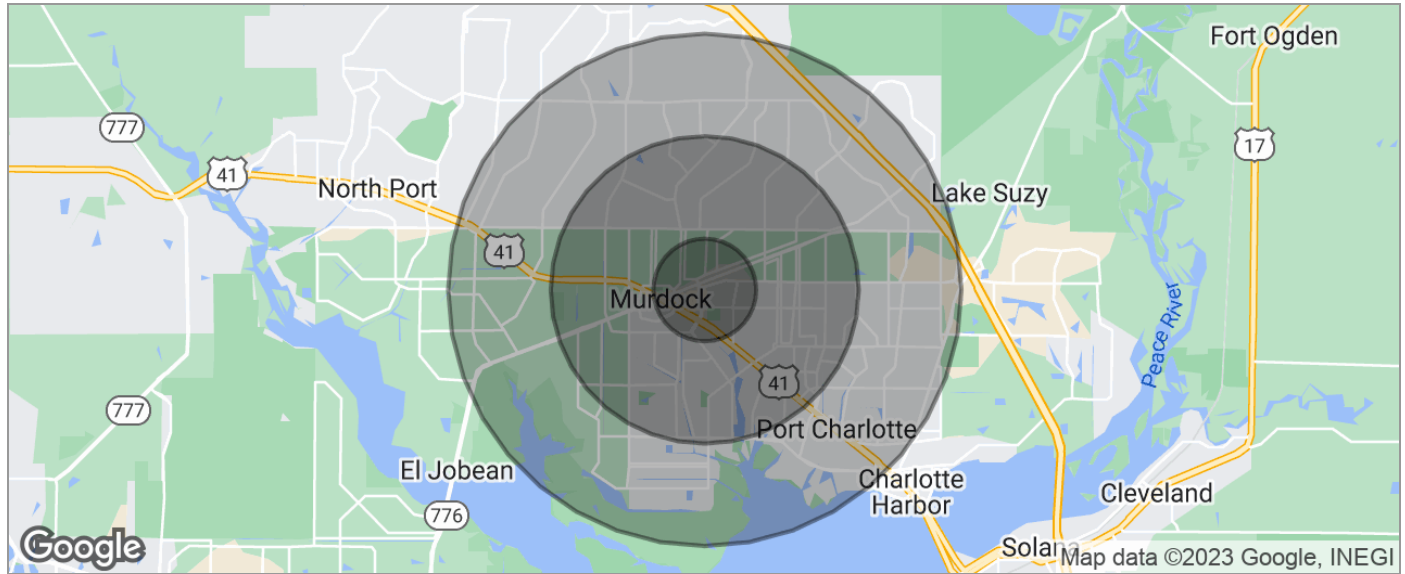 Fort Ogden
777
17
41
North Port
Lake Suzy
41
Murdock
Peace River
41
777
Port Charlotte
El Jobean
Charlotte
Harbor
Cleveland
776
Google
Solana
Map data ©2023 Google, INEGI